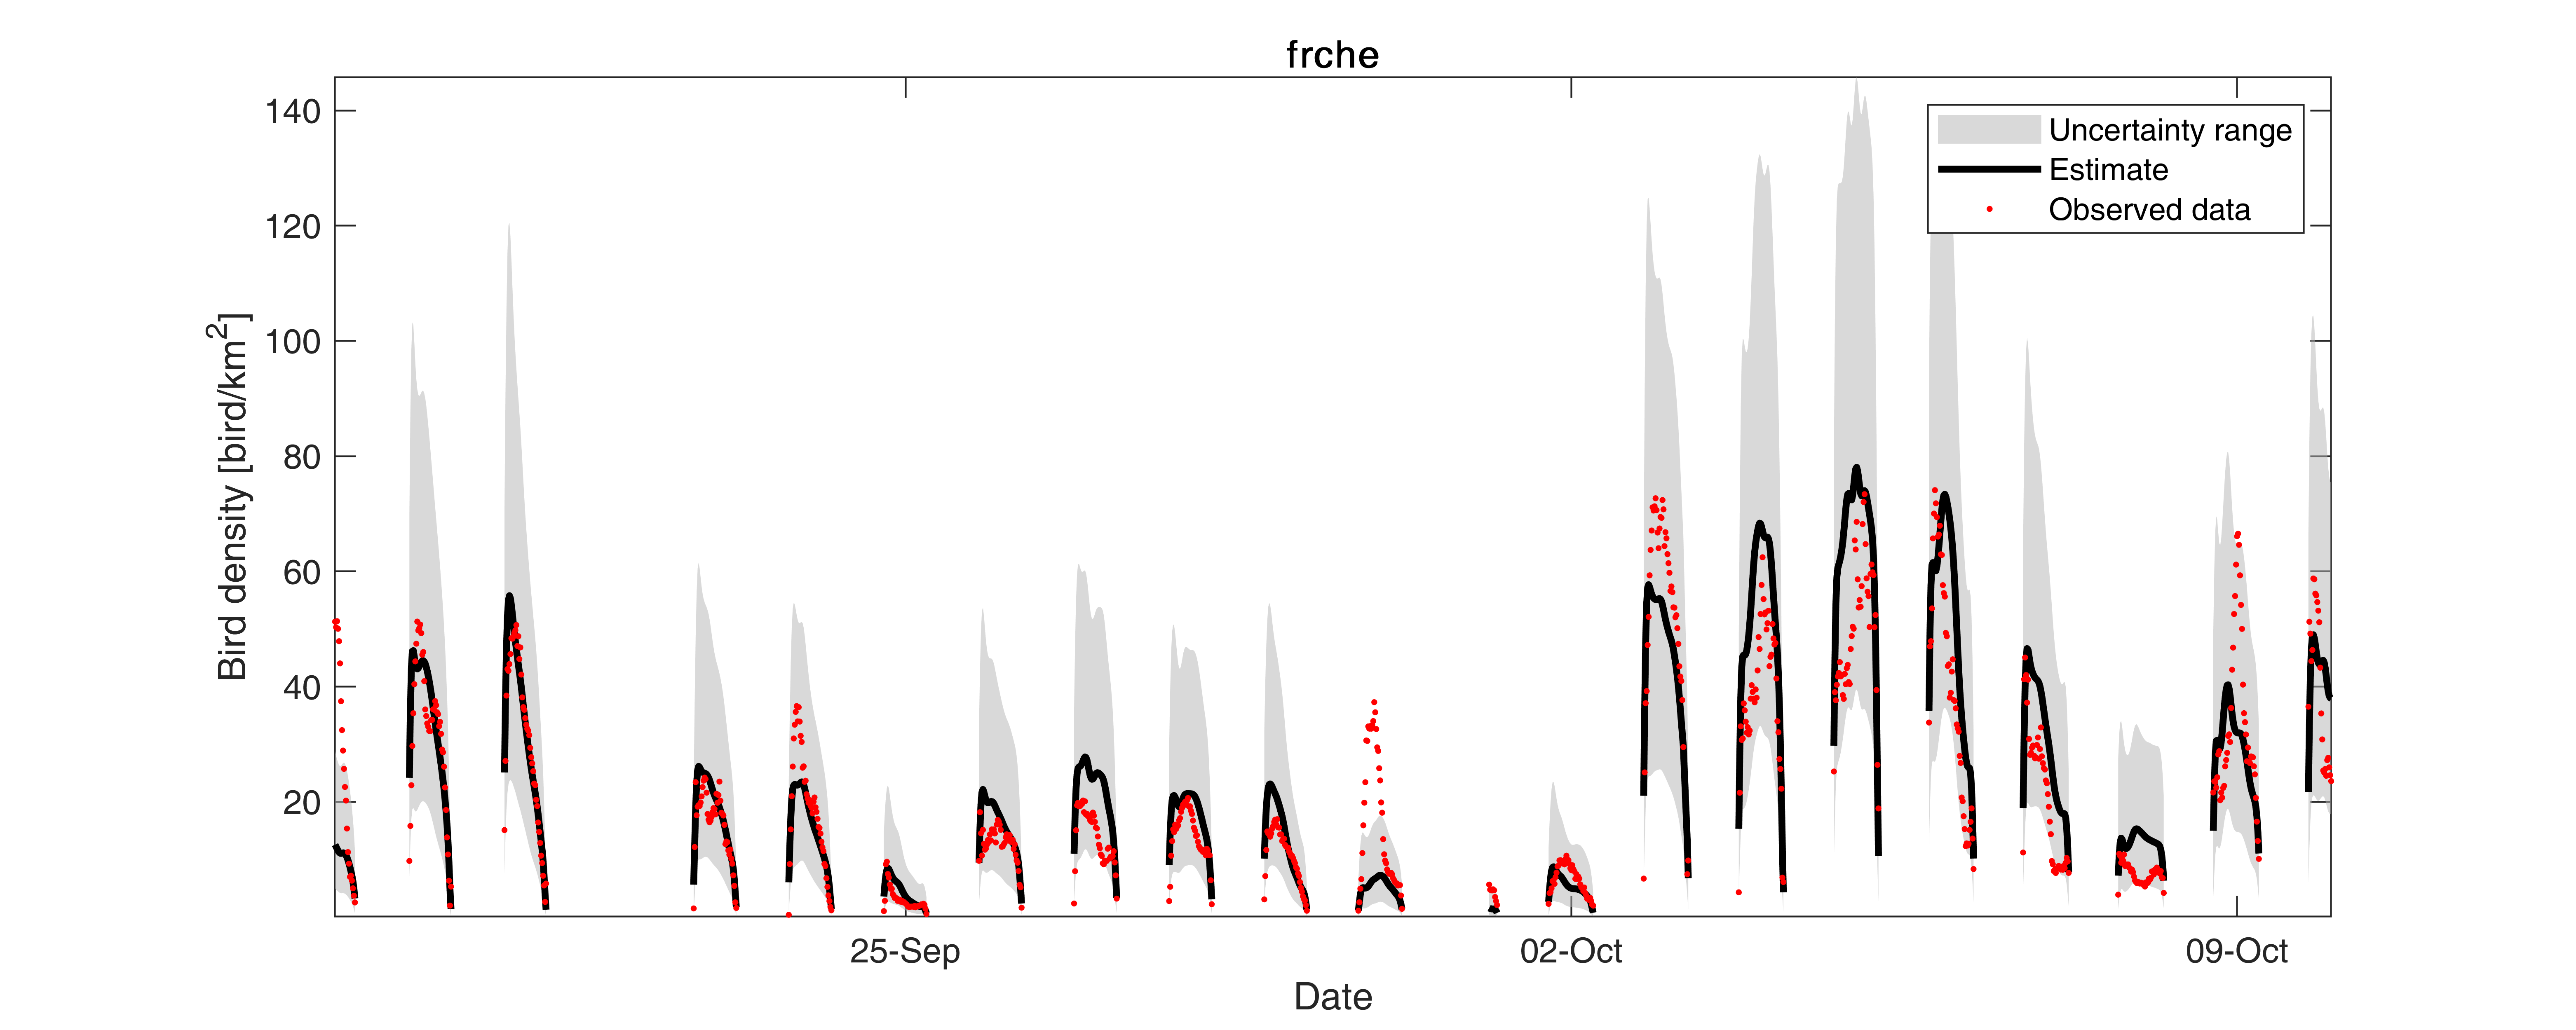 frche
140
120
100
80
60
40
20
Bird density [bird/km²]
Uncertainty range
Estimate
Observed data
25-Sep
02-Oct
09-Oct
Date